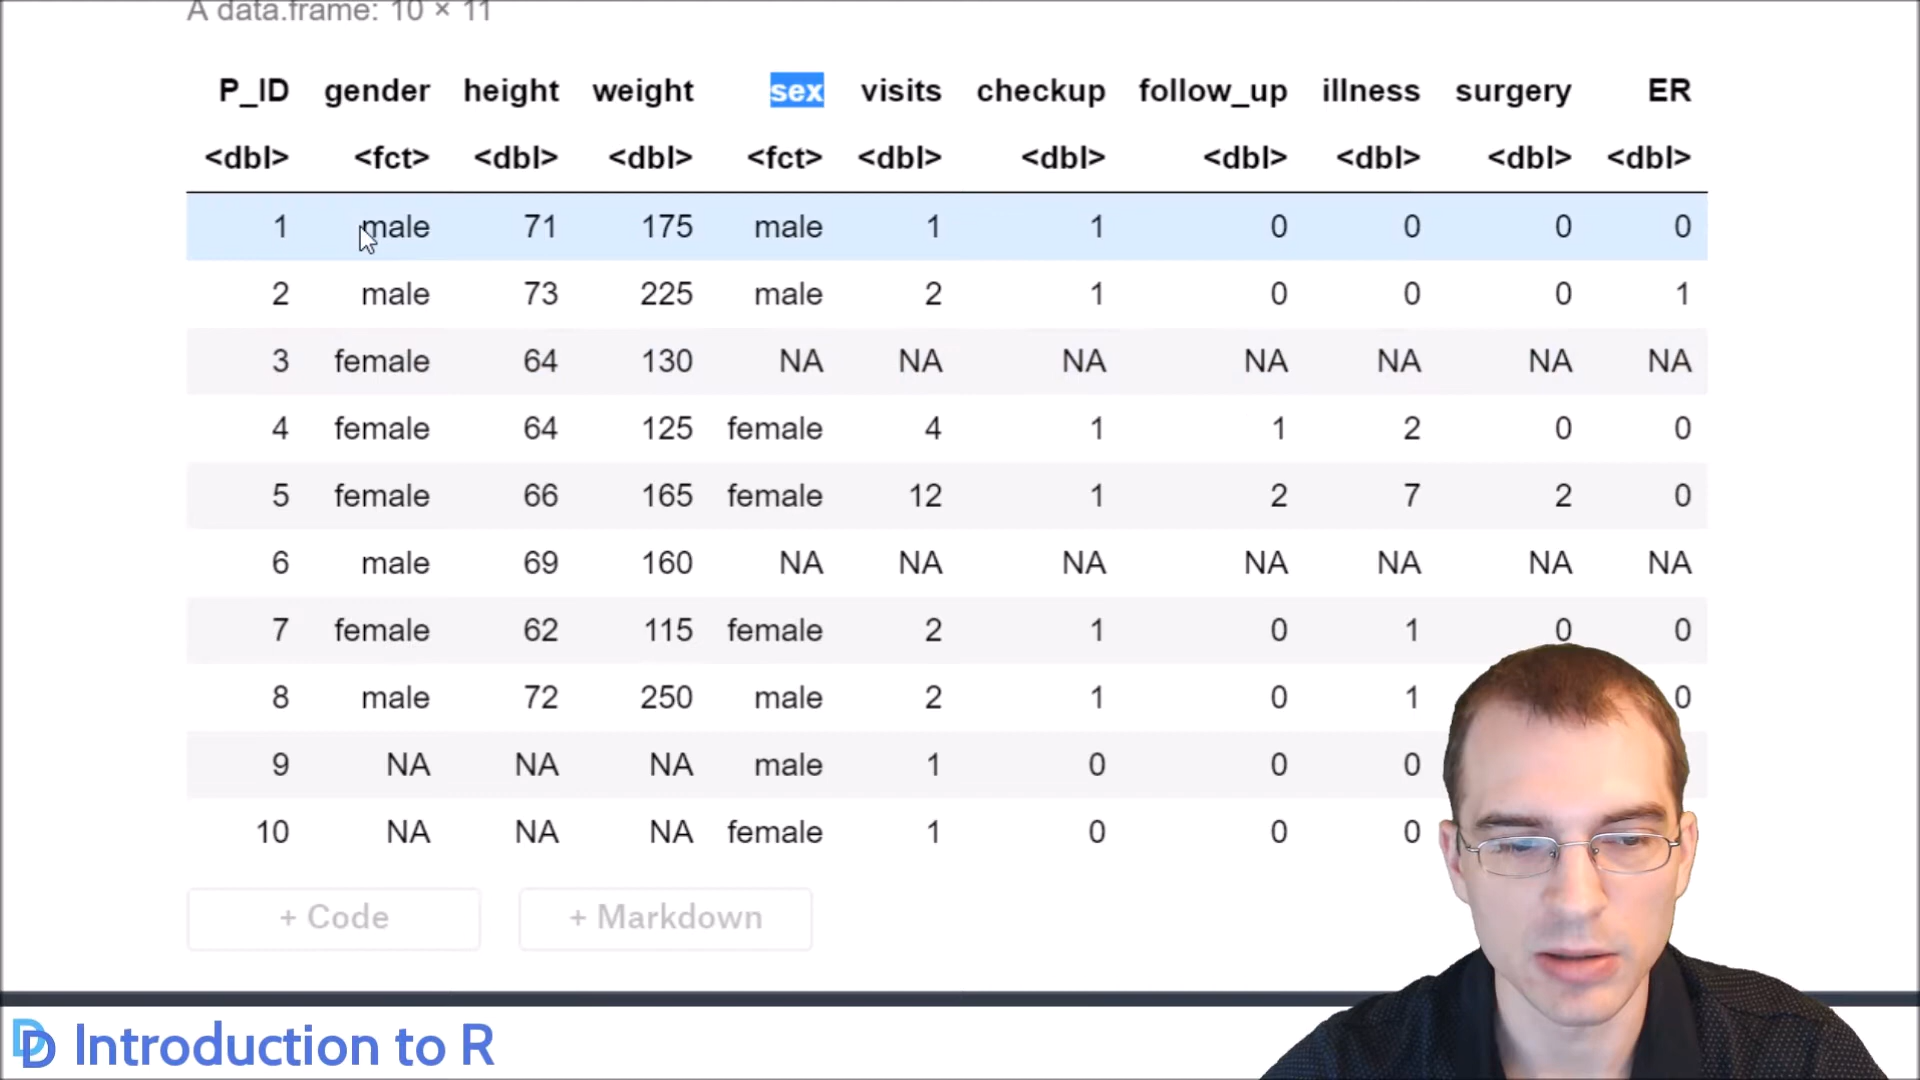 A data.frame: 10 × 11
P_ID gender height weight sex visits checkup follow_up illness surgery ER
<dbl> <fct> <dbl> <dbl> <fct> <dbl> <dbl> <dbl> <dbl> <dbl> <dbl>
1 male 71 175 male 1 1 0 0 0 0
2 male 73 225 male 2 1 0 0 0 1
3 female 64 130 NA NA NA NA NA NA NA
4 female 64 125 female 4 1 1 2 0 0
5 female 66 165 female 12 1 2 7 2 0
6 male 69 160 NA NA NA NA NA NA NA
7 female 62 115 female 2 1 0 1 0 0
8 male 72 250 male 2 1 0 1 0
9 NA NA NA male 1 0 0 0
10 NA NA NA female 1 0 0 0
+ Code + Markdown
Introduction to R